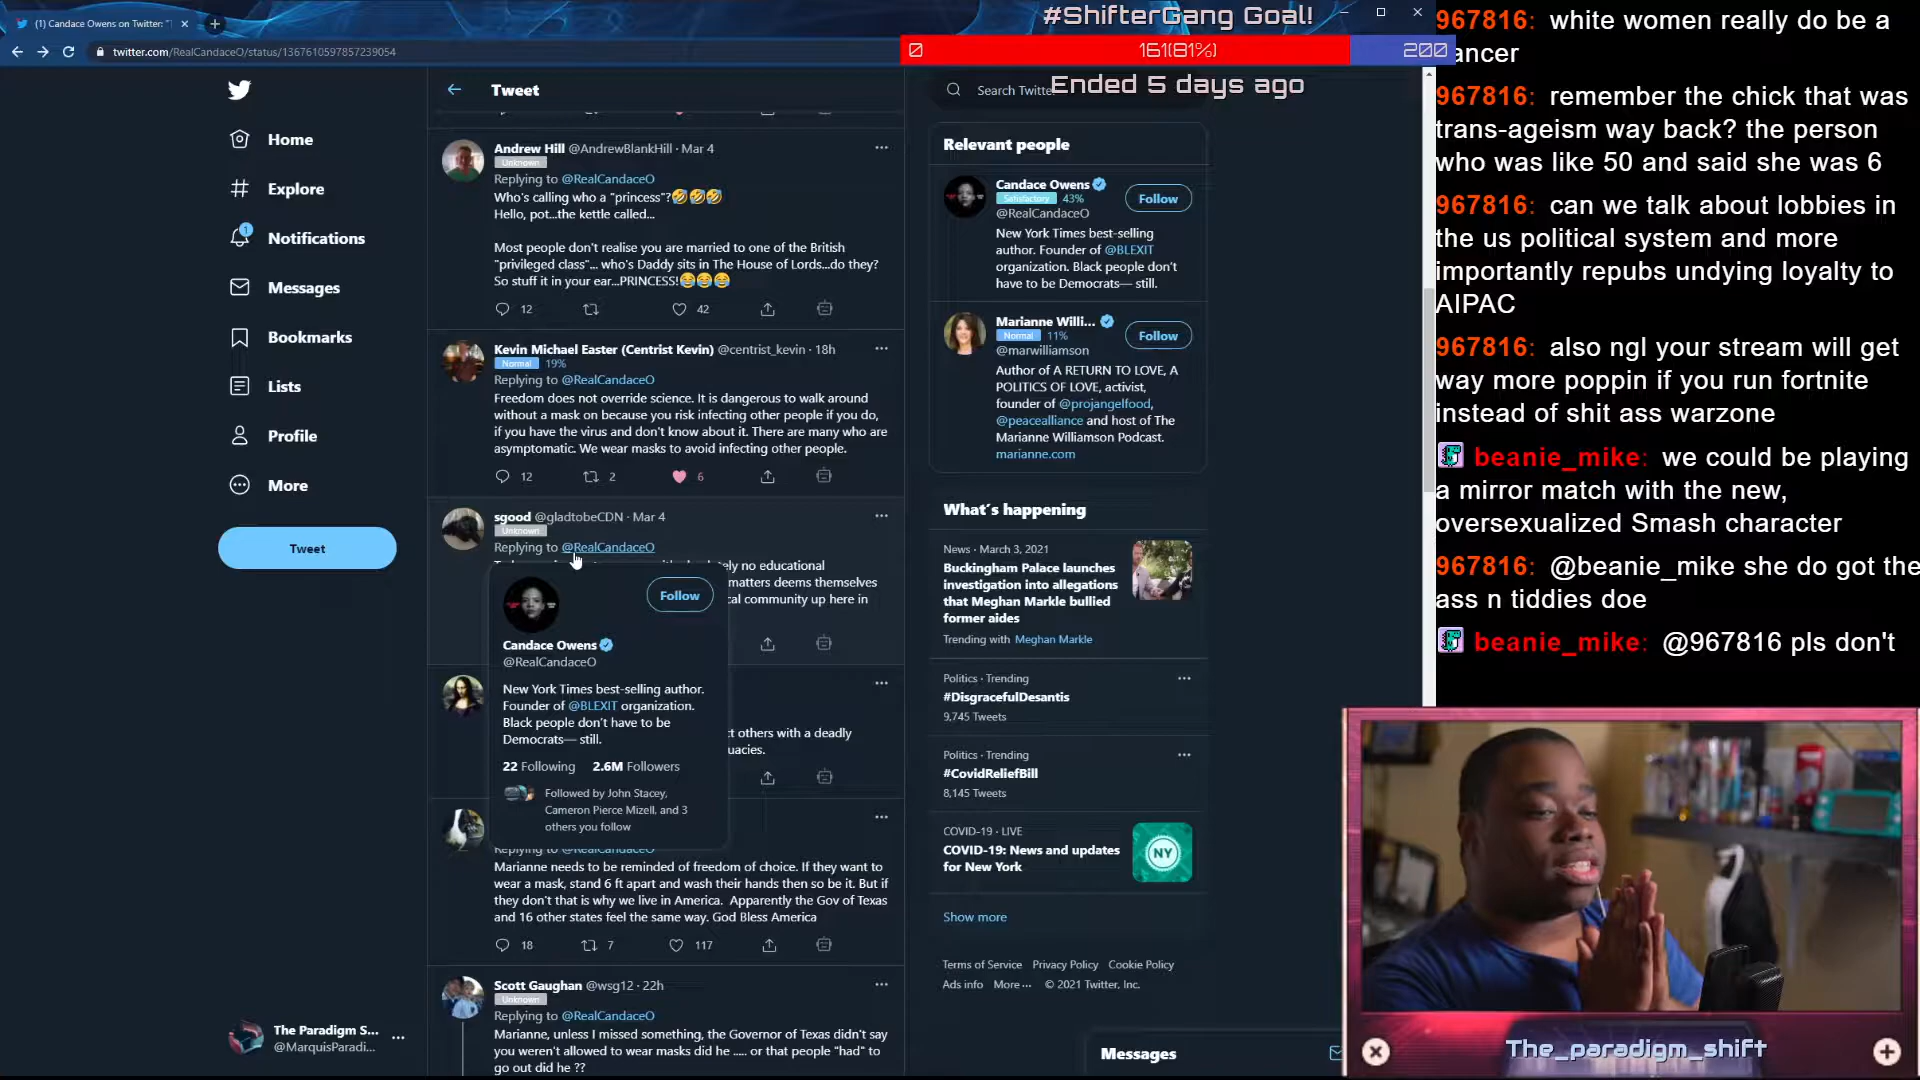 (1) Candace Owens on Twitter: "
twitter.com/RealCandaceO/status/1367610597857239054
#ShifterGang Goal!
0
161(81%)
200
Ended 5 days ago
Home
Explore
1
Notifications
Messages
Bookmarks
Lists
Profile
More
Tweet
The Paradigm S...
@MarquisParadi...
Tweet
Andrew Hill @AndrewBlankHill · Mar 4
Unknown
Replying to @RealCandaceO
Who's calling who a "princess"?🤣🤣🤣
Hello, pot...the kettle called...
Most people don't realise you are married to one of the British
"privileged class"... who's Daddy sits in The House of Lords...do they?
So stuff it in your ear...PRINCESS!😂😂😂
12
42
Kevin Michael Easter (Centrist Kevin) @centrist_kevin · 18h
Normal 19%
Replying to @RealCandaceO
Freedom does not override science. It is dangerous to walk around
without a mask on because you risk infecting other people if you do,
if you have the virus and don't know about it. There are many who are
asymptomatic. We wear masks to avoid infecting other people.
12
2
6
sgood @gladtobeCDN · Mar 4
Unknown
Replying to @RealCandaceO
no educational
matters deems themselves
community up here in
Follow
Candace Owens
@RealCandaceO
New York Times best-selling author.
Founder of @BLEXIT organization.
Black people don't have to be
Democrats— still.
22 Following 2.6M Followers
Followed by John Stacey,
Cameron Pierce Mizell, and 3
others you follow
others with a deadly
Replying to @RealCandaceO
Marianne needs to be reminded of freedom of choice. If they want to
wear a mask, stand 6 ft apart and wash their hands then so be it. But if
they don't that is why we live in America. Apparently the Gov of Texas
and 16 other states feel the same way. God Bless America
18
7
117
Scott Gaughan @wsg12 · 22h
Unknown
Replying to @RealCandaceO
Marianne, unless I missed something, the Governor of Texas didn't say
you weren't allowed to wear masks did he ..... or that people "had" to
go out did he ??
Search Twitter
Relevant people
Candace Owens
Satisfactory 43%
@RealCandaceO
Follow
New York Times best-selling
author. Founder of @BLEXIT
organization. Black people don't
have to be Democrats— still.
Marianne Willi...
Normal 11%
@marwilliamson
Follow
Author of A RETURN TO LOVE, A
POLITICS OF LOVE, activist,
founder of @projangelfood,
@peacealliance and host of The
Marianne Williamson Podcast.
marianne.com
What's happening
News · March 3, 2021
Buckingham Palace launches
investigation into allegations
that Meghan Markle bullied
former aides
Trending with Meghan Markle
Politics · Trending
#DisgracefulDesantis
9,745 Tweets
Politics · Trending
#CovidReliefBill
8,145 Tweets
COVID-19 · LIVE
COVID-19: News and updates
for New York
NY
Show more
Terms of Service Privacy Policy Cookie Policy
Ads info More··· © 2021 Twitter, Inc.
Messages
967816: white women really do be a
cancer
967816: remember the chick that was
trans-ageism way back? the person
who was like 50 and said she was 6
967816: can we talk about lobbies in
the us political system and more
importantly repubs undying loyalty to
AIPAC
967816: also ngl your stream will get
way more poppin if you run fortnite
instead of shit ass warzone
beanie_mike: we could be playing
a mirror match with the new,
oversexualized Smash character
967816: @beanie_mike she do got the
ass n tiddies doe
beanie_mike: @967816 pls don't
The_paradigm_shift